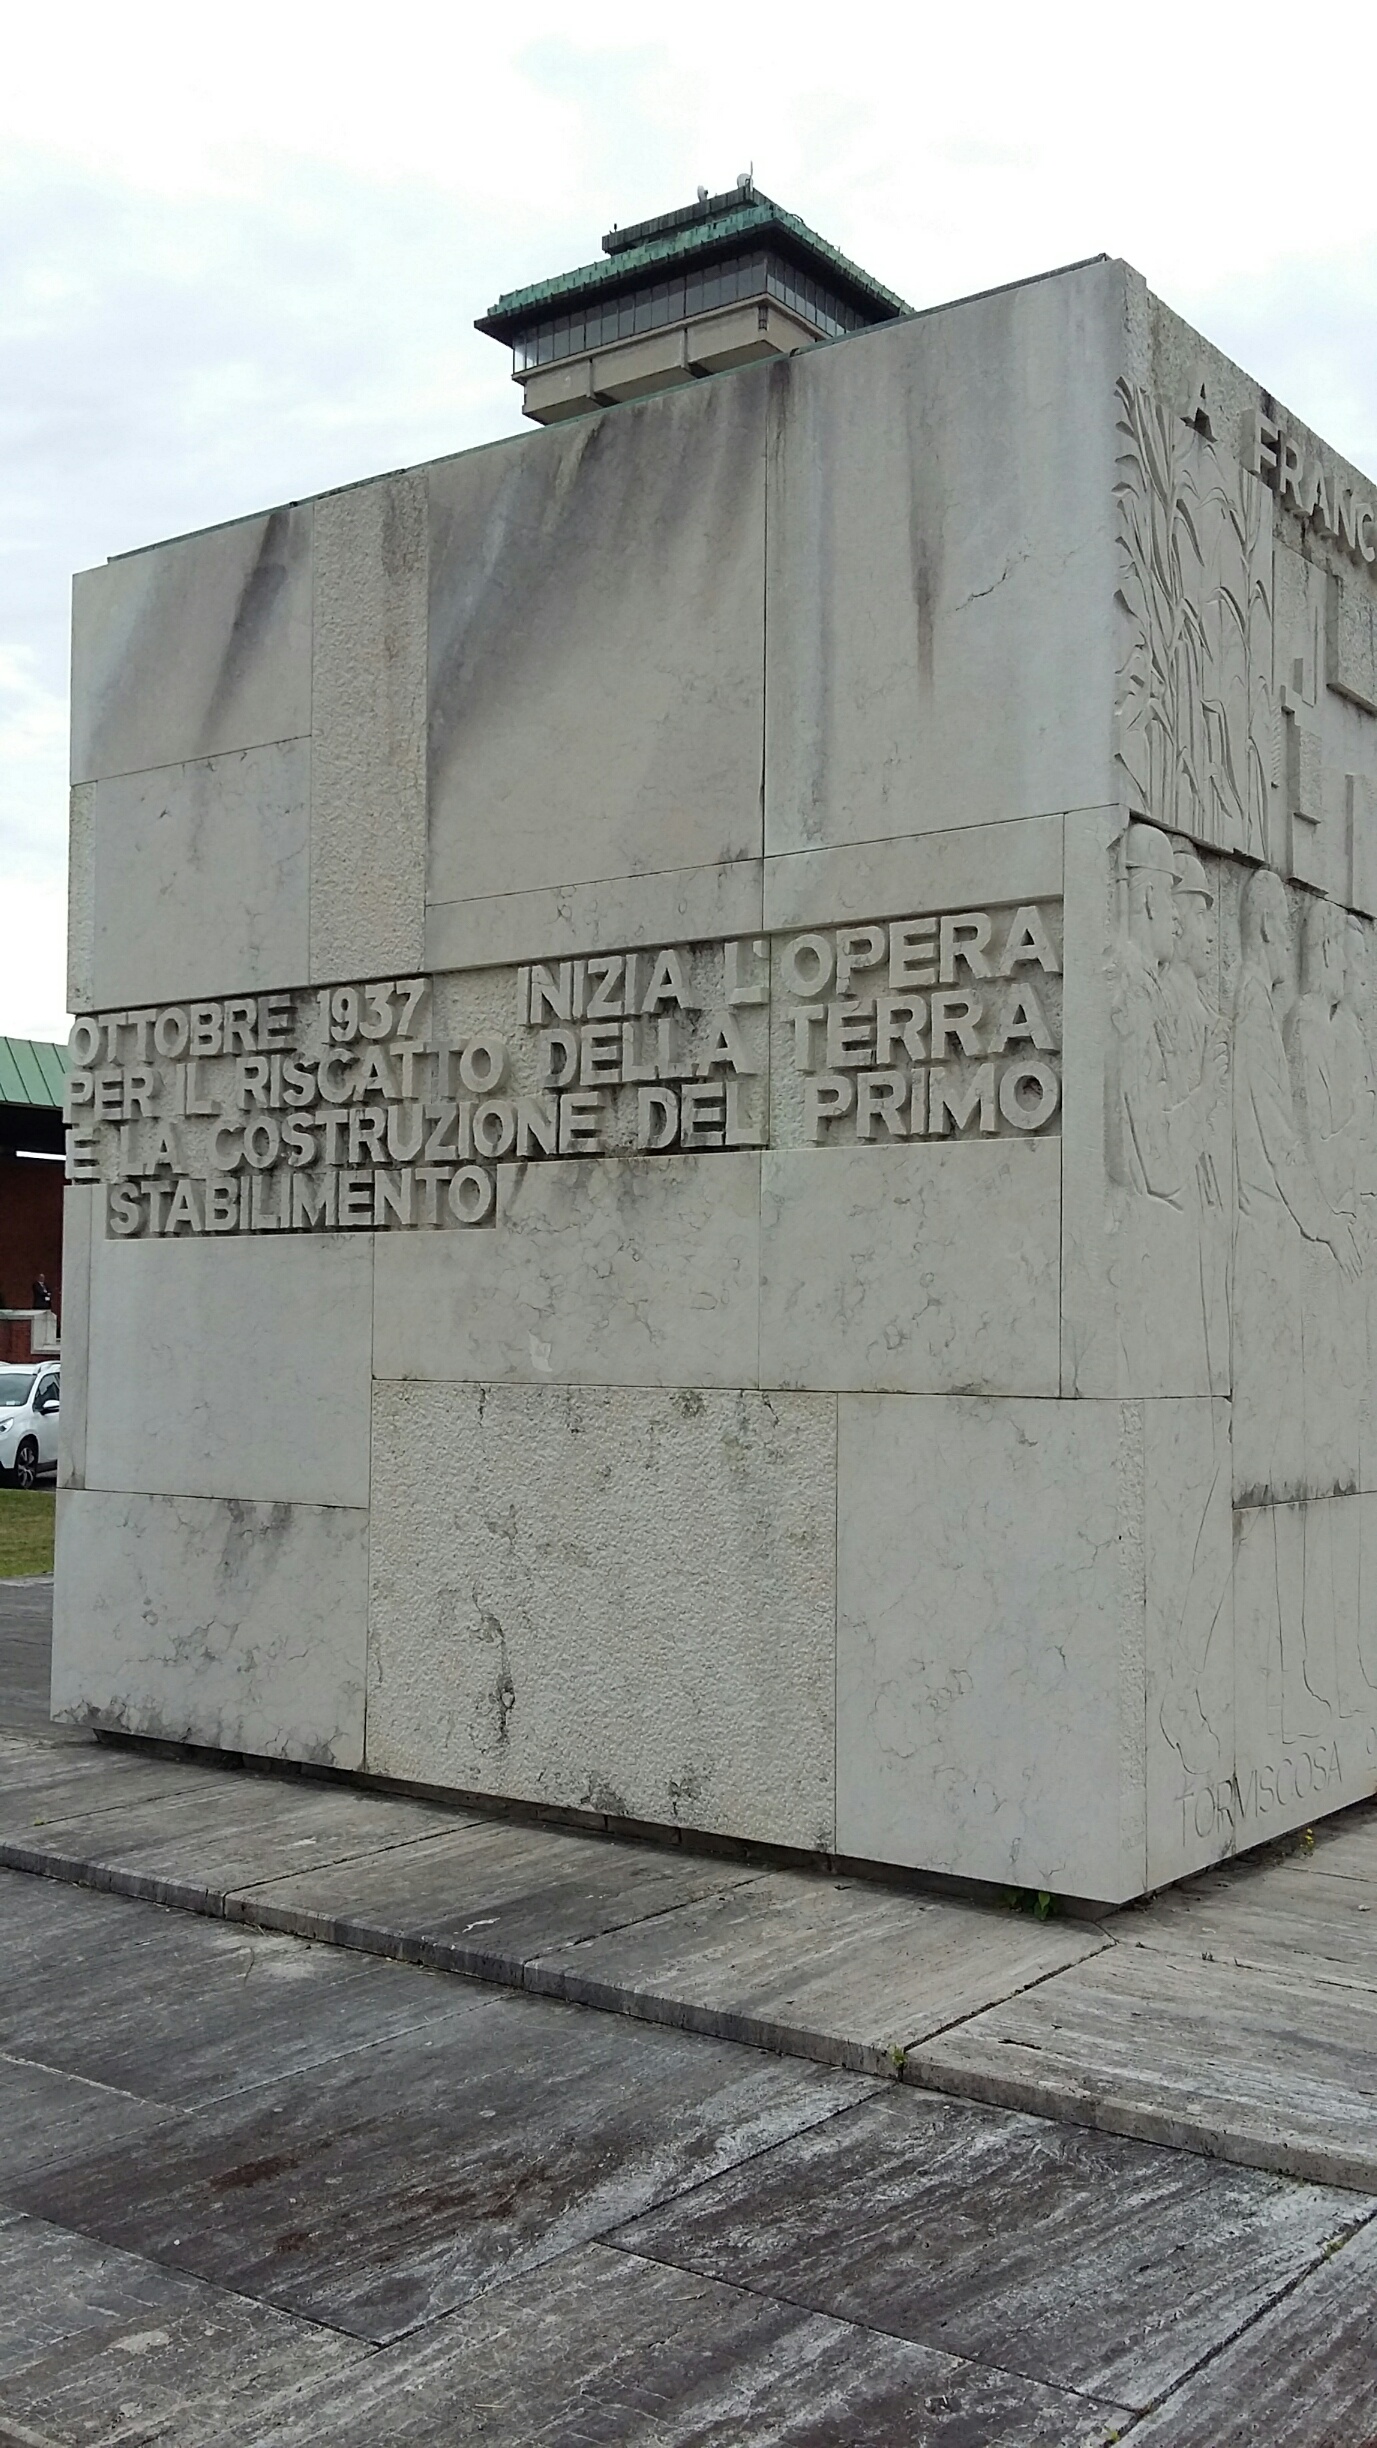 OTTOBRE 1937 INIZIA L'OPERA
PER IL RISCATTO DELLA TERRA
E LA COSTRUZIONE DEL PRIMO
STABILIMENTO
A FRANC
TORVISCOSA